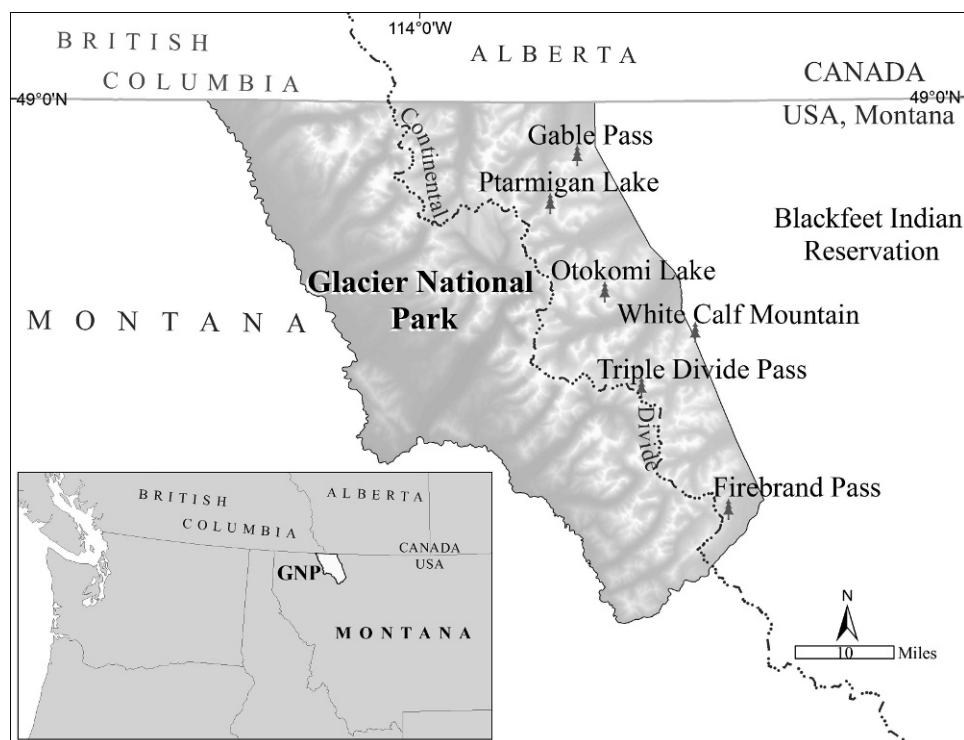 114°0'W
BRITISH
COLUMBIA
ALBERTA
CANADA
49°0'N
49°0'N
USA, Montana
Continental
Gable Pass
Ptarmigan Lake
Blackfeet Indian
Reservation
Glacier National
Park
Otokomi Lake
MONTANA
White Calf Mountain
Triple Divide Pass
Divide
Firebrand Pass
BRITISH
COLUMBIA
ALBERTA
CANADA
USA
GNP
MONTANA
N
10
Miles